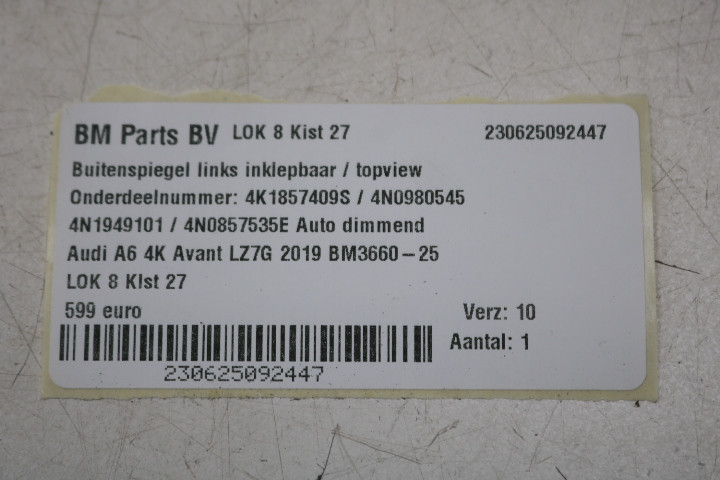 BM Parts BV LOK 8 Kist 27 230625092447
Buitenspiegel links inklepbaar / topview
Onderdeelnummer: 4K1857409S / 4N0980545
4N1949101 / 4N0857535E Auto dimmend
Audi A6 4K Avant LZ7G 2019 BM3660-25
LOK 8 KIst 27
599 euro Verz: 10
Aantal: 1
230625092447